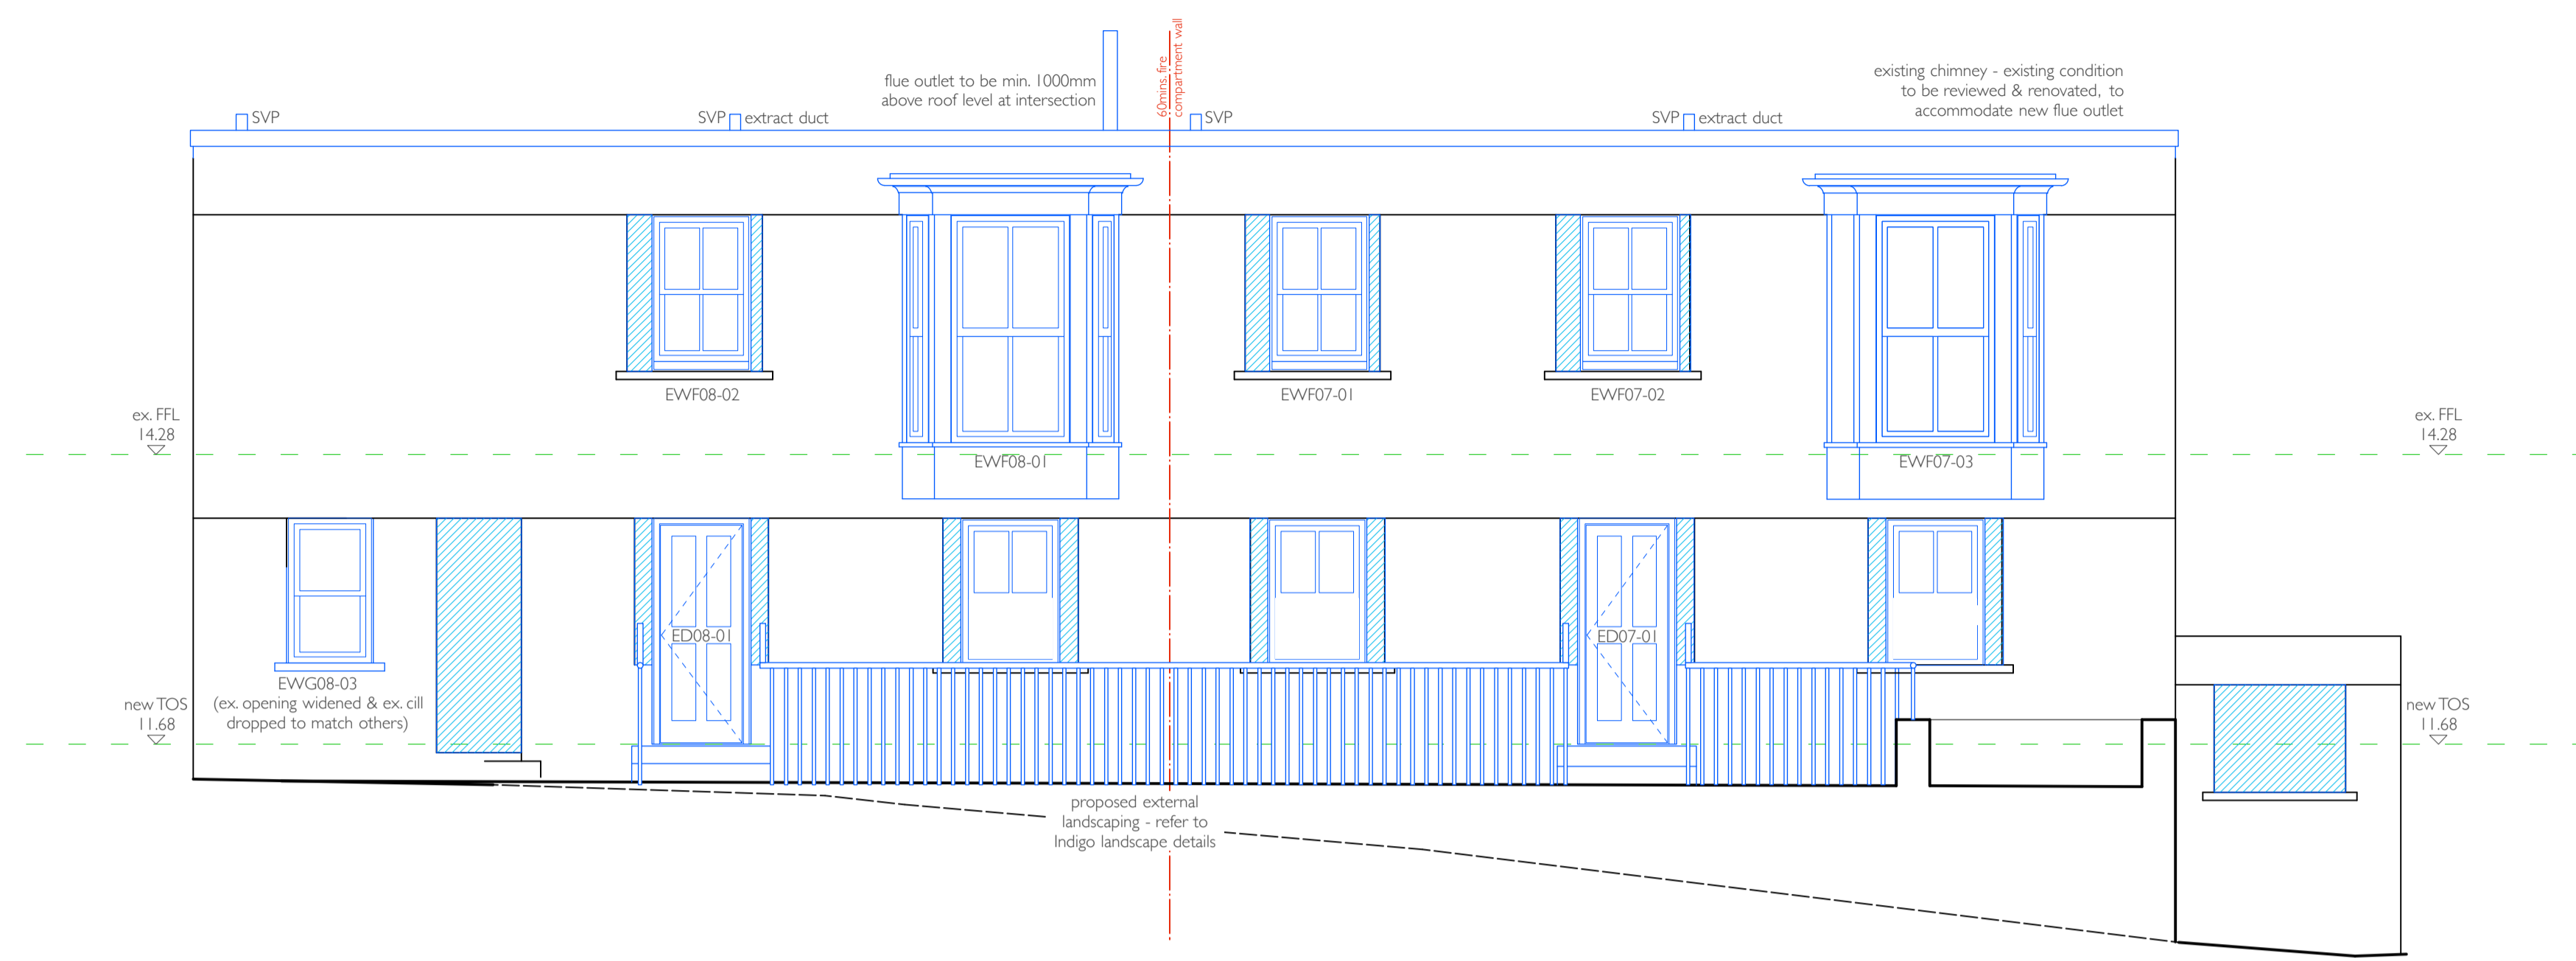 existing chimney - existing condition
to be reviewed & renovated, to
accommodate new flue outlet
flue outlet to be min. 1000mm
above roof level at intersection
60mins. fire
compartment wall
SVP
SVP
extract duct
SVP
SVP
extract duct
EWF08-02
EWF07-01
EWF07-02
ex. FFL
14.28
ex. FFL
14.28
EWF08-01
EWF07-03
ED08-01
ED07-01
EWG08-03
(ex. opening widened & ex. cill
dropped to match others)
new TOS
11.68
new TOS
11.68
proposed external
landscaping - refer to
Indigo landscape details